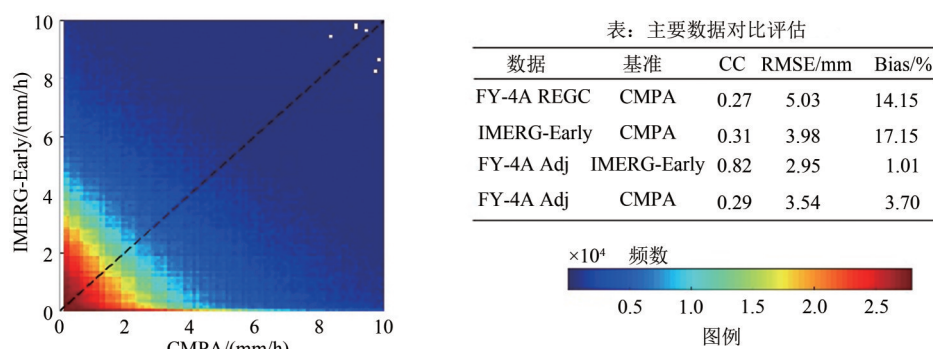 10
8
6
4
2
0
IMERG-Early/(mm/h)
0 2 4 6 8 10
CMPA/(mm/h)
表：主要数据对比评估
数据 基准 CC RMSE/mm Bias/%
FY-4A REGC CMPA 0.27 5.03 14.15
IMERG-Early CMPA 0.31 3.98 17.15
FY-4A Adj IMERG-Early 0.82 2.95 1.01
FY-4A Adj CMPA 0.29 3.54 3.70
×10⁴ 频数
0.5 1.0 1.5 2.0 2.5
图例